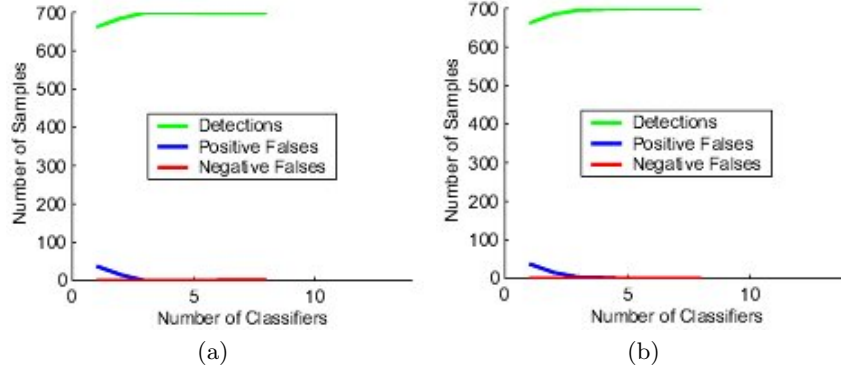 700
600
500
400
300
200
100
0
Number of Samples
Detections
Positive Falses
Negative Falses
0 5 10
Number of Classifiers
(a)
700
600
500
400
300
200
100
0
Number of Samples
Detections
Positive Falses
Negative Falses
0 5 10
Number of Classifiers
(b)